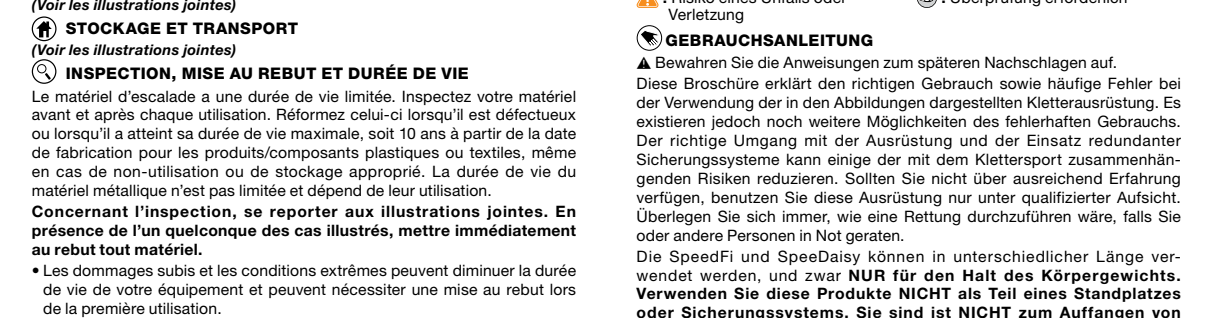 (Voir les illustrations jointes)
STOCKAGE ET TRANSPORT
(Voir les illustrations jointes)
INSPECTION, MISE AU REBUT ET DURÉE DE VIE
Le matériel d’escalade a une durée de vie limitée. Inspectez votre matériel
avant et après chaque utilisation. Réformez celui-ci lorsqu’il est défectueux
ou lorsqu’il a atteint sa durée de vie maximale, soit 10 ans à partir de la date
de fabrication pour les produits/composants plastiques ou textiles, même
en cas de non-utilisation ou de stockage approprié. La durée de vie du
matériel métallique n’est pas limitée et dépend de leur utilisation.
Concernant l’inspection, se reporter aux illustrations jointes. En
présence de l’un quelconque des cas illustrés, mettre immédiatement
au rebut tout matériel.
• Les dommages subis et les conditions extrêmes peuvent diminuer la durée
de vie de votre équipement et peuvent nécessiter une mise au rebut lors
de la première utilisation.
: Risiko eines Unfalls oder
Verletzung
: Überprüfung erforderlich
GEBRAUCHSANLEITUNG
Bewahren Sie die Anweisungen zum späteren Nachschlagen auf.
Diese Broschüre erklärt den richtigen Gebrauch sowie häufige Fehler bei
der Verwendung der in den Abbildungen dargestellten Kletterausrüstung. Es
existieren jedoch noch weitere Möglichkeiten des fehlerhaften Gebrauchs.
Der richtige Umgang mit der Ausrüstung und der Einsatz redundanter
Sicherungssysteme kann einige der mit dem Klettersport zusammenhän-
genden Risiken reduzieren. Sollten Sie nicht über ausreichend Erfahrung
verfügen, benutzen Sie diese Ausrüstung nur unter qualifizierter Aufsicht.
Überlegen Sie sich immer, wie eine Rettung durchzuführen wäre, falls Sie
oder andere Personen in Not geraten.
Die SpeedFi und SpeeDaisy können in unterschiedlicher Länge ver-
wendet werden, und zwar NUR für den Halt des Körpergewichts.
Verwenden Sie diese Produkte NICHT als Teil eines Standplatzes
oder Sicherungssystems. Sie sind ist NICHT zum Auffangen von